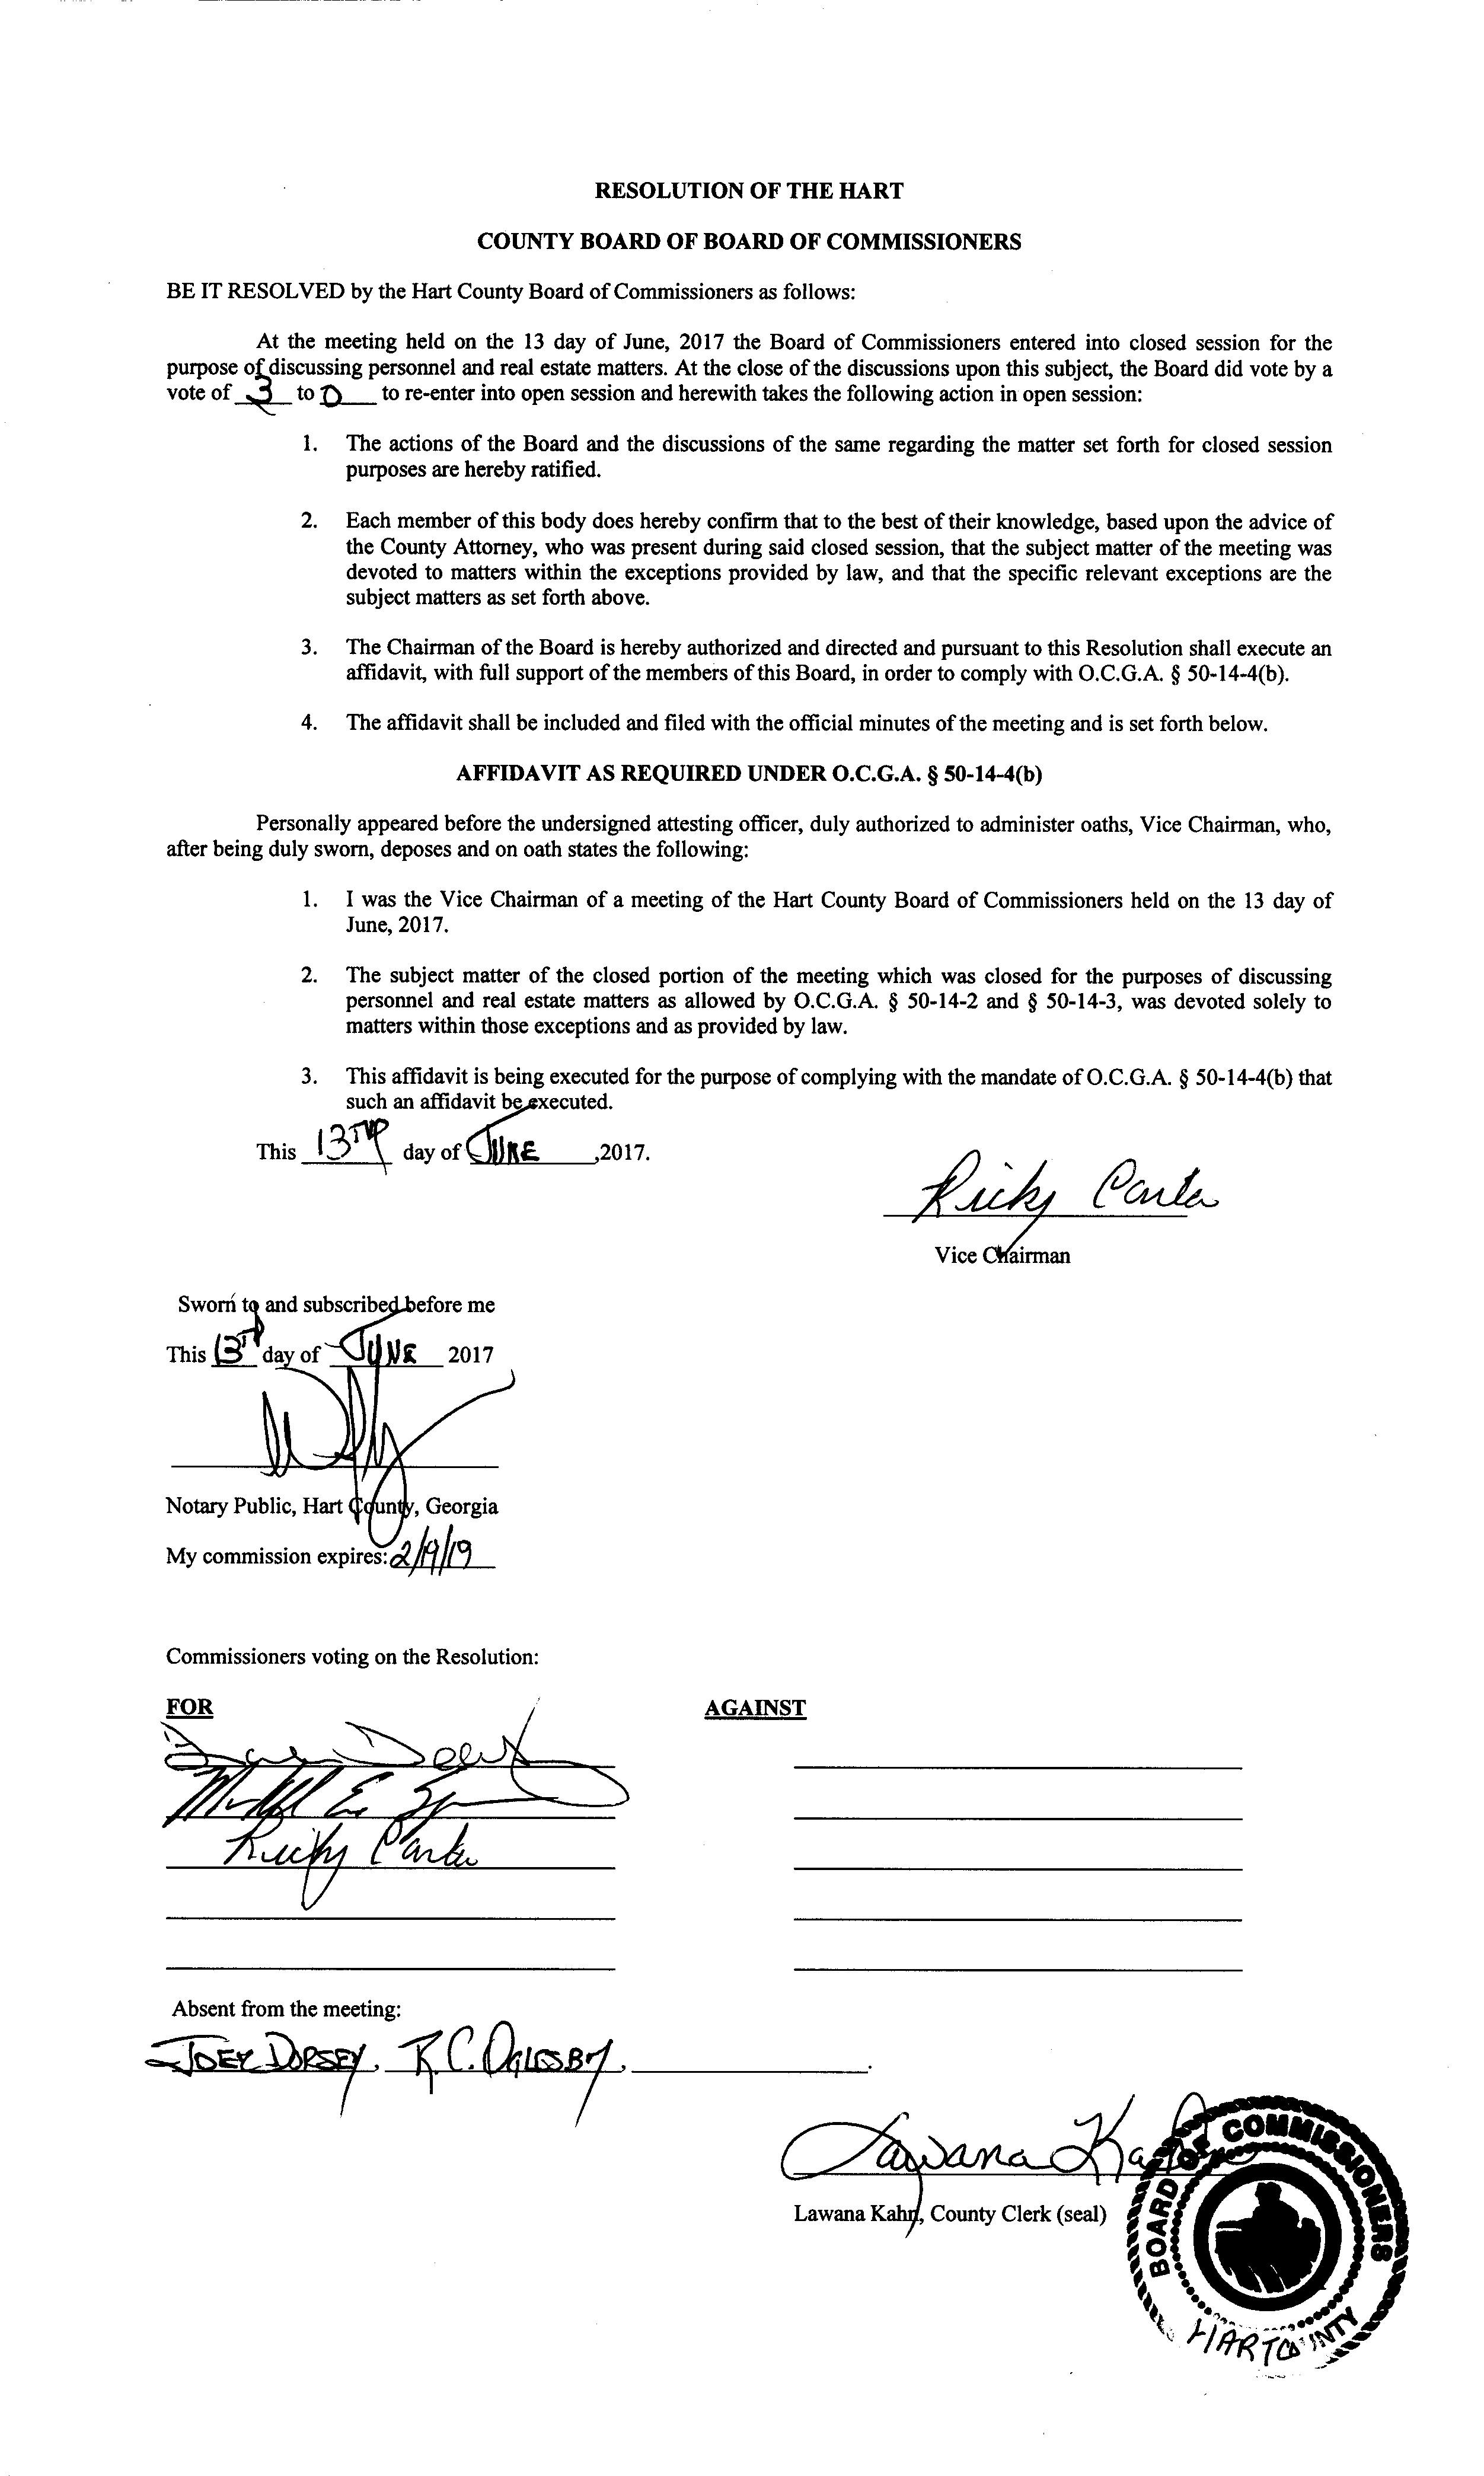 RESOLUTION OF THE HART
COUNTY BOARD OF BOARD OF COMMISSIONERS
BE IT RESOLVED by the Hart County Board of Commissioners as follows:
At the meeting held on the 13 day of June, 2017 the Board of Commissioners entered into closed session for the
purpose of discussing personnel and real estate matters. At the close of the discussions upon this subject, the Board did vote by a
vote of 3 to 0 to re-enter into open session and herewith takes the following action in open session:
1. The actions of the Board and the discussions of the same regarding the matter set forth for closed session
purposes are hereby ratified.
2. Each member of this body does hereby confirm that to the best of their knowledge, based upon the advice of
the County Attorney, who was present during said closed session, that the subject matter of the meeting was
devoted to matters within the exceptions provided by law, and that the specific relevant exceptions are the
subject matters as set forth above.
3. The Chairman of the Board is hereby authorized and directed and pursuant to this Resolution shall execute an
affidavit, with full support of the members of this Board, in order to comply with O.C.G.A. § 50-14-4(b).
4. The affidavit shall be included and filed with the official minutes of the meeting and is set forth below.
AFFIDAVIT AS REQUIRED UNDER O.C.G.A. § 50-14-4(b)
Personally appeared before the undersigned attesting officer, duly authorized to administer oaths, Vice Chairman, who,
after being duly sworn, deposes and on oath states the following:
1. I was the Vice Chairman of a meeting of the Hart County Board of Commissioners held on the 13 day of
June, 2017.
2. The subject matter of the closed portion of the meeting which was closed for the purposes of discussing
personnel and real estate matters as allowed by O.C.G.A. § 50-14-2 and § 50-14-3, was devoted solely to
matters within those exceptions and as provided by law.
3. This affidavit is being executed for the purpose of complying with the mandate of O.C.G.A. § 50-14-4(b) that
such an affidavit be executed.
This 13TH day of JUNE ,2017.
Ricky Carter
Vice Chairman
Sworn to and subscribed before me
This 13TH day of JUNE 2017
Notary Public, Hart County, Georgia
My commission expires: 2/9/19
Commissioners voting on the Resolution:
FOR AGAINST
Ricky Carter
Absent from the meeting:
JOEY DORSEY, R.C. OGLESBY, .
Lawana Kahn
Lawana Kahn, County Clerk (seal)
BOARD OF COMMISSIONERS
HART COUNTY